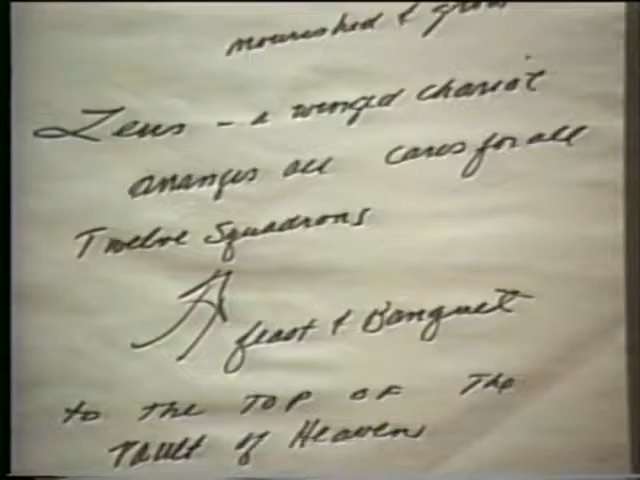 nourished & grow
Zeus - a winged chariot
arranges all cares for all
Twelve Squadrons
A
feast & Banquet
to The TOP OF The
Vault of Heaven